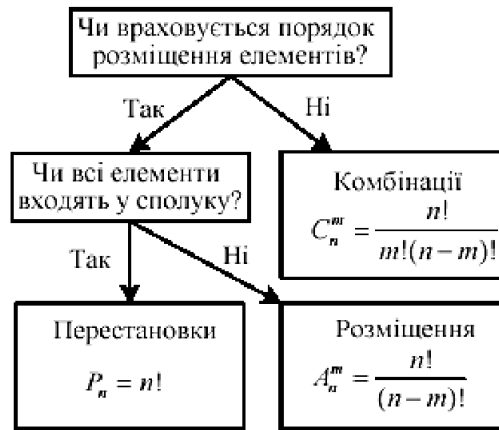 Чи враховується порядок
розміщення елементів?
Так
Ні
Чи всі елементи
входять у сполуку?
Комбінації
C_n^m = n! / m!(n − m)!
Так
Ні
Перестановки
P_n = n!
Розміщення
A_n^m = n! / (n − m)!